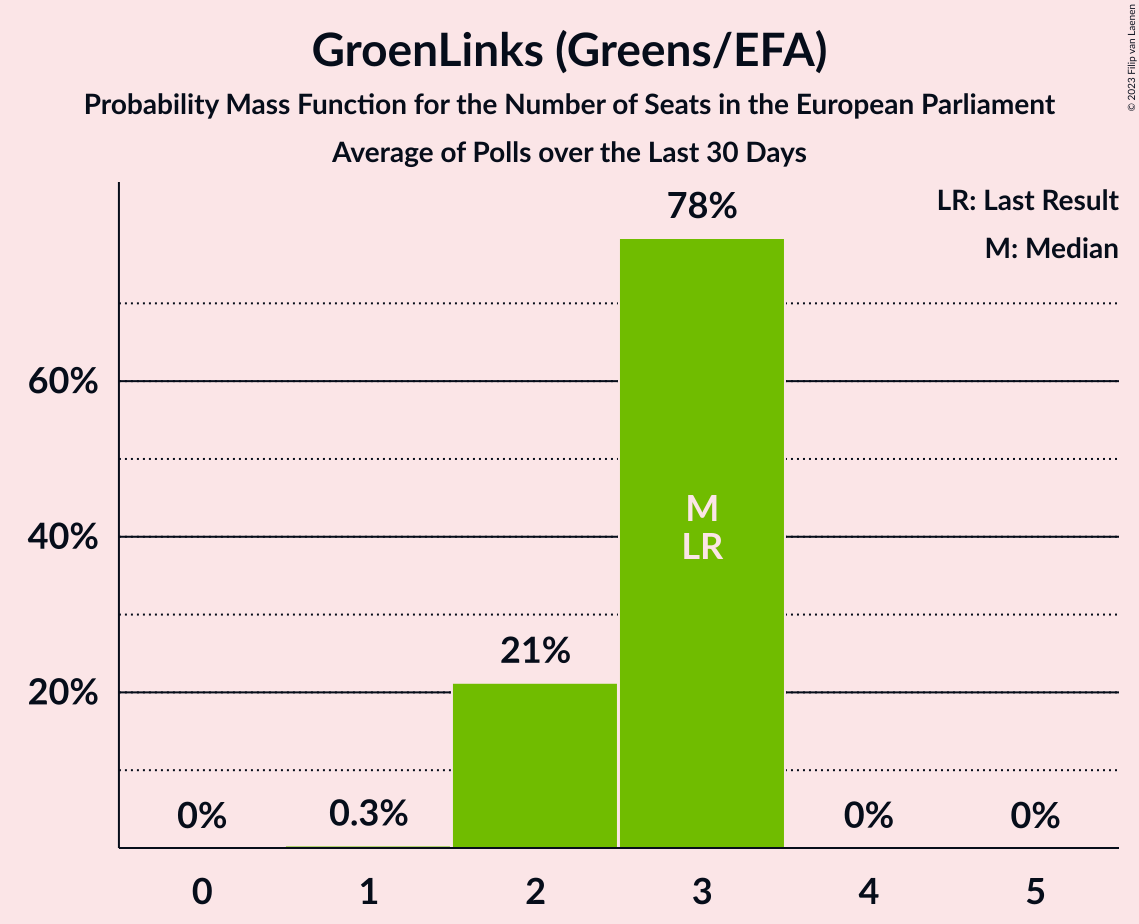 GroenLinks (Greens/EFA)
Probability Mass Function for the Number of Seats in the European Parliament
Average of Polls over the Last 30 Days
© 2023 Filip van Laenen
LR: Last Result
M: Median
78%
60%
M
40%
LR
21%
20%
0%
0.3%
0%
0%
0
1
2
3
4
5